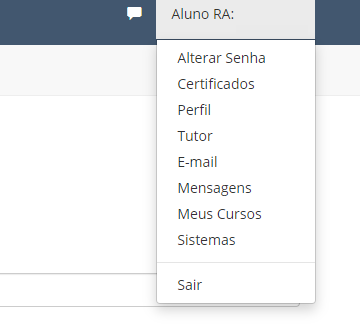 Aluno RA:
Alterar Senha
Certificados
Perfil
Tutor
E-mail
Mensagens
Meus Cursos
Sistemas
Sair